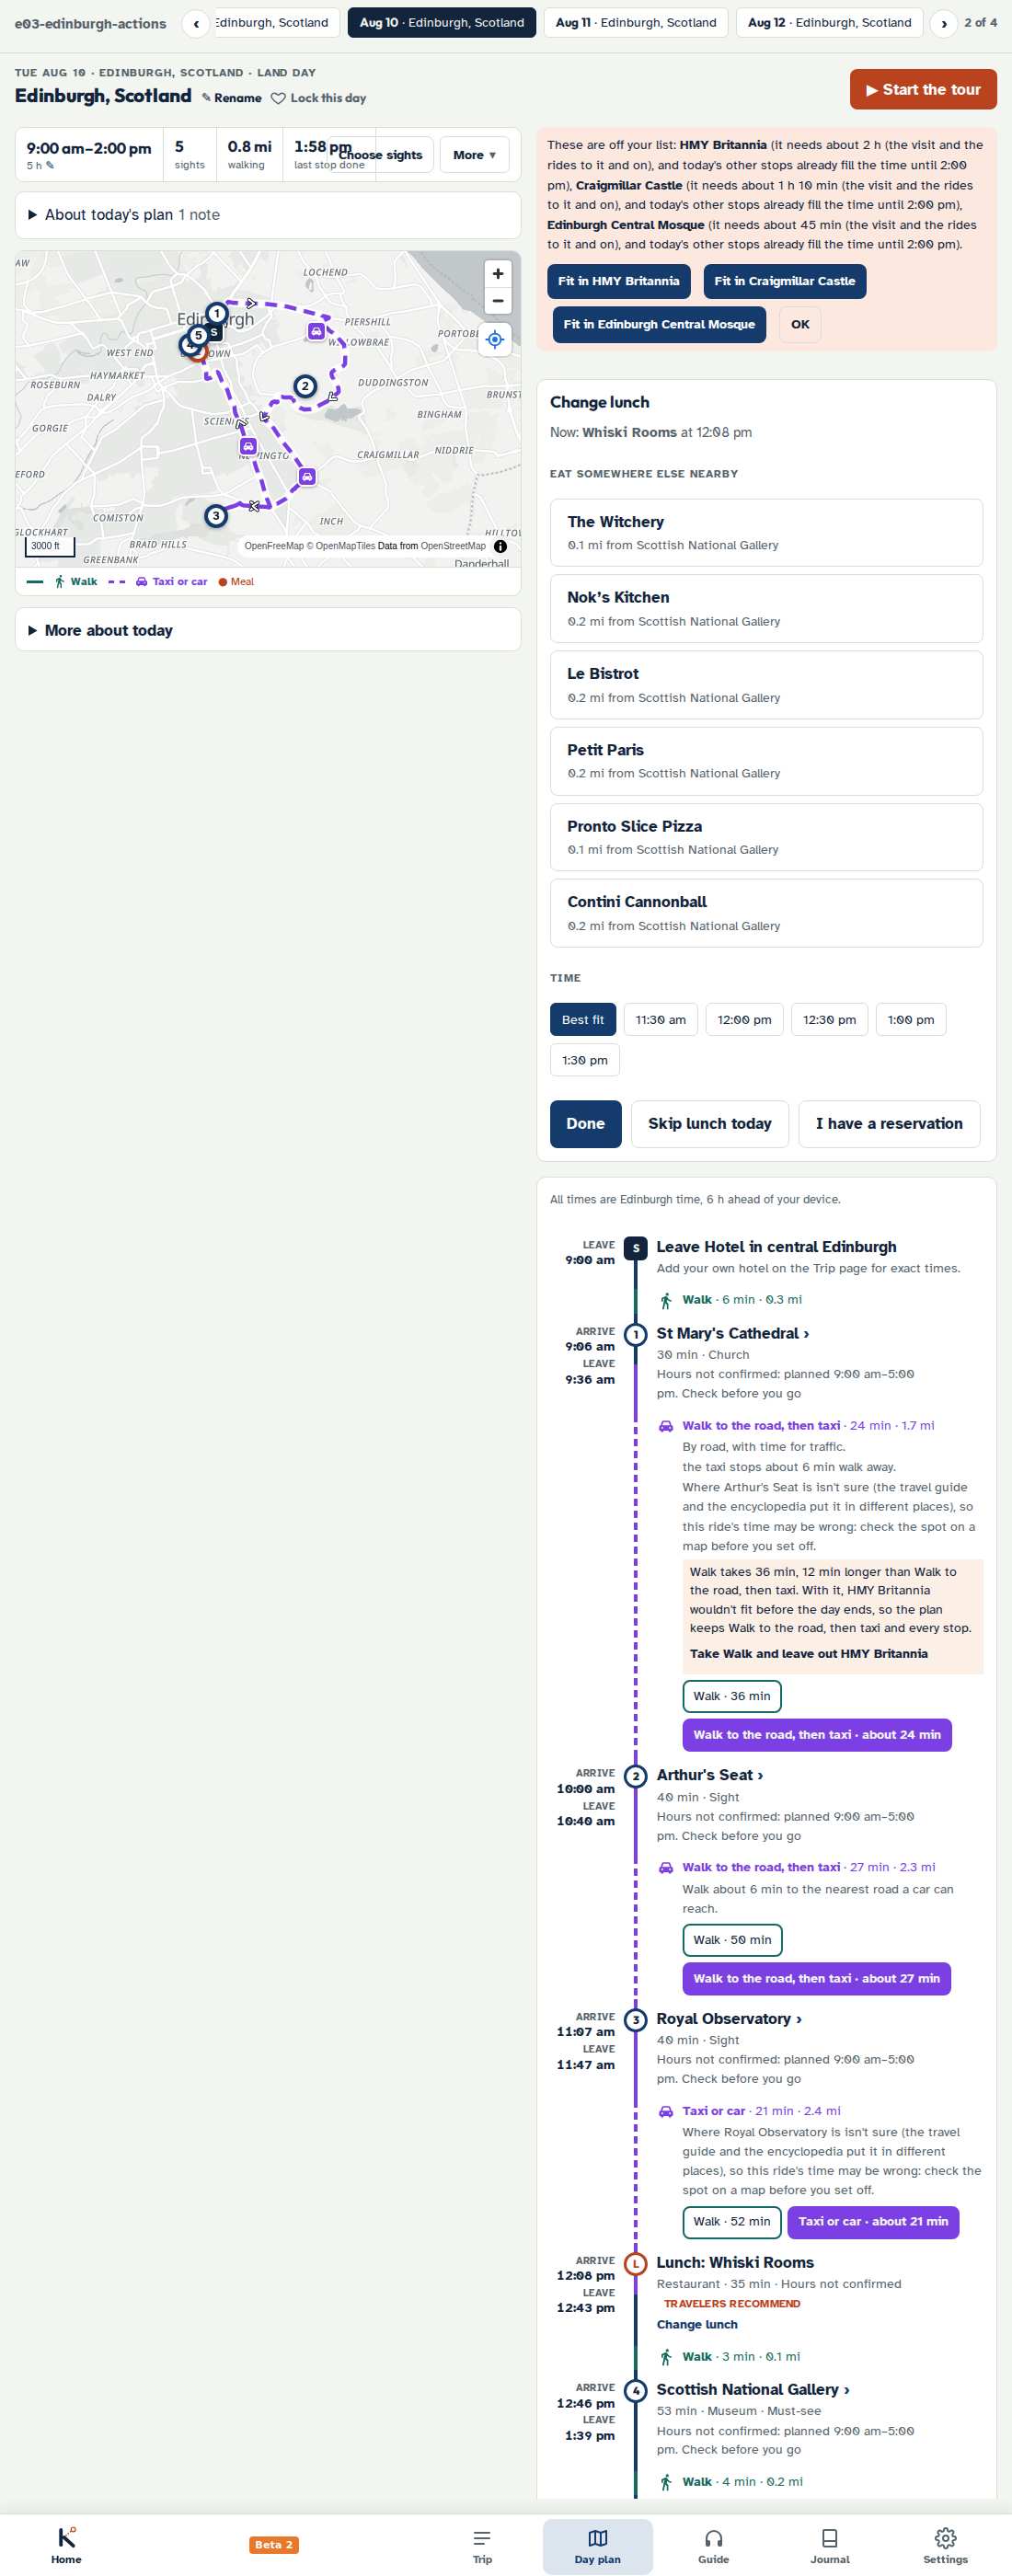 e03-edinburgh-actions
‹
Edinburgh, Scotland
Aug 10 · Edinburgh, Scotland
Aug 11 · Edinburgh, Scotland
Aug 12 · Edinburgh, Scotland
›
2 of 4
TUE AUG 10 · EDINBURGH, SCOTLAND · LAND DAY
Edinburgh, Scotland
✎ Rename
Lock this day
▶ Start the tour
9:00 am–2:00 pm
5 h ✎
5
sights
0.8 mi
walking
1:58 pm
last stop done
Choose sights
More ▼
▶ About today's plan 1 note
LOCHEND
PIERSHILL
WEST END
HAYMARKET
ROSEBURN
DALRY
GORGIE
DUDDINGSTON
BINGHAM
CRAIGMILLAR
NIDDRIE
COMISTON
INCH
BRAID HILLS
GREENBANK
Danderhall
+
−
1
S
5
2
3
3000 ft
OpenFreeMap © OpenMapTiles Data from OpenStreetMap
Walk
Taxi or car
Meal
▶ More about today
These are off your list: HMY Britannia (it needs about 2 h (the visit and the
rides to it and on), and today's other stops already fill the time until 2:00
pm), Craigmillar Castle (it needs about 1 h 10 min (the visit and the rides
to it and on), and today's other stops already fill the time until 2:00 pm),
Edinburgh Central Mosque (it needs about 45 min (the visit and the rides
to it and on), and today's other stops already fill the time until 2:00 pm).
Fit in HMY Britannia
Fit in Craigmillar Castle
Fit in Edinburgh Central Mosque
OK
Change lunch
Now: Whiski Rooms at 12:08 pm
EAT SOMEWHERE ELSE NEARBY
The Witchery
0.1 mi from Scottish National Gallery
Nok's Kitchen
0.2 mi from Scottish National Gallery
Le Bistrot
0.2 mi from Scottish National Gallery
Petit Paris
0.2 mi from Scottish National Gallery
Pronto Slice Pizza
0.1 mi from Scottish National Gallery
Contini Cannonball
0.2 mi from Scottish National Gallery
TIME
Best fit
11:30 am
12:00 pm
12:30 pm
1:00 pm
1:30 pm
Done
Skip lunch today
I have a reservation
All times are Edinburgh time, 6 h ahead of your device.
LEAVE
9:00 am
S
Leave Hotel in central Edinburgh
Add your own hotel on the Trip page for exact times.
Walk · 6 min · 0.3 mi
ARRIVE
9:06 am
LEAVE
9:36 am
1
St Mary's Cathedral ›
30 min · Church
Hours not confirmed: planned 9:00 am–5:00
pm. Check before you go
Walk to the road, then taxi · 24 min · 1.7 mi
By road, with time for traffic.
the taxi stops about 6 min walk away.
Where Arthur's Seat is isn't sure (the travel guide
and the encyclopedia put it in different places), so
this ride's time may be wrong: check the spot on a
map before you set off.
Walk takes 36 min, 12 min longer than Walk to
the road, then taxi. With it, HMY Britannia
wouldn't fit before the day ends, so the plan
keeps Walk to the road, then taxi and every stop.
Take Walk and leave out HMY Britannia
Walk · 36 min
Walk to the road, then taxi · about 24 min
ARRIVE
10:00 am
LEAVE
10:40 am
2
Arthur's Seat ›
40 min · Sight
Hours not confirmed: planned 9:00 am–5:00
pm. Check before you go
Walk to the road, then taxi · 27 min · 2.3 mi
Walk about 6 min to the nearest road a car can
reach.
Walk · 50 min
Walk to the road, then taxi · about 27 min
ARRIVE
11:07 am
LEAVE
11:47 am
3
Royal Observatory ›
40 min · Sight
Hours not confirmed: planned 9:00 am–5:00
pm. Check before you go
Taxi or car · 21 min · 2.4 mi
Where Royal Observatory is isn't sure (the travel
guide and the encyclopedia put it in different
places), so this ride's time may be wrong: check the
spot on a map before you set off.
Walk · 52 min
Taxi or car · about 21 min
ARRIVE
12:08 pm
LEAVE
12:43 pm
L
Lunch: Whiski Rooms
Restaurant · 35 min · Hours not confirmed
TRAVELERS RECOMMEND
Change lunch
Walk · 3 min · 0.1 mi
ARRIVE
12:46 pm
LEAVE
1:39 pm
4
Scottish National Gallery ›
53 min · Museum · Must-see
Hours not confirmed: planned 9:00 am–5:00
pm. Check before you go
Walk · 4 min · 0.2 mi
Home
Beta 2
Trip
Day plan
Guide
Journal
Settings